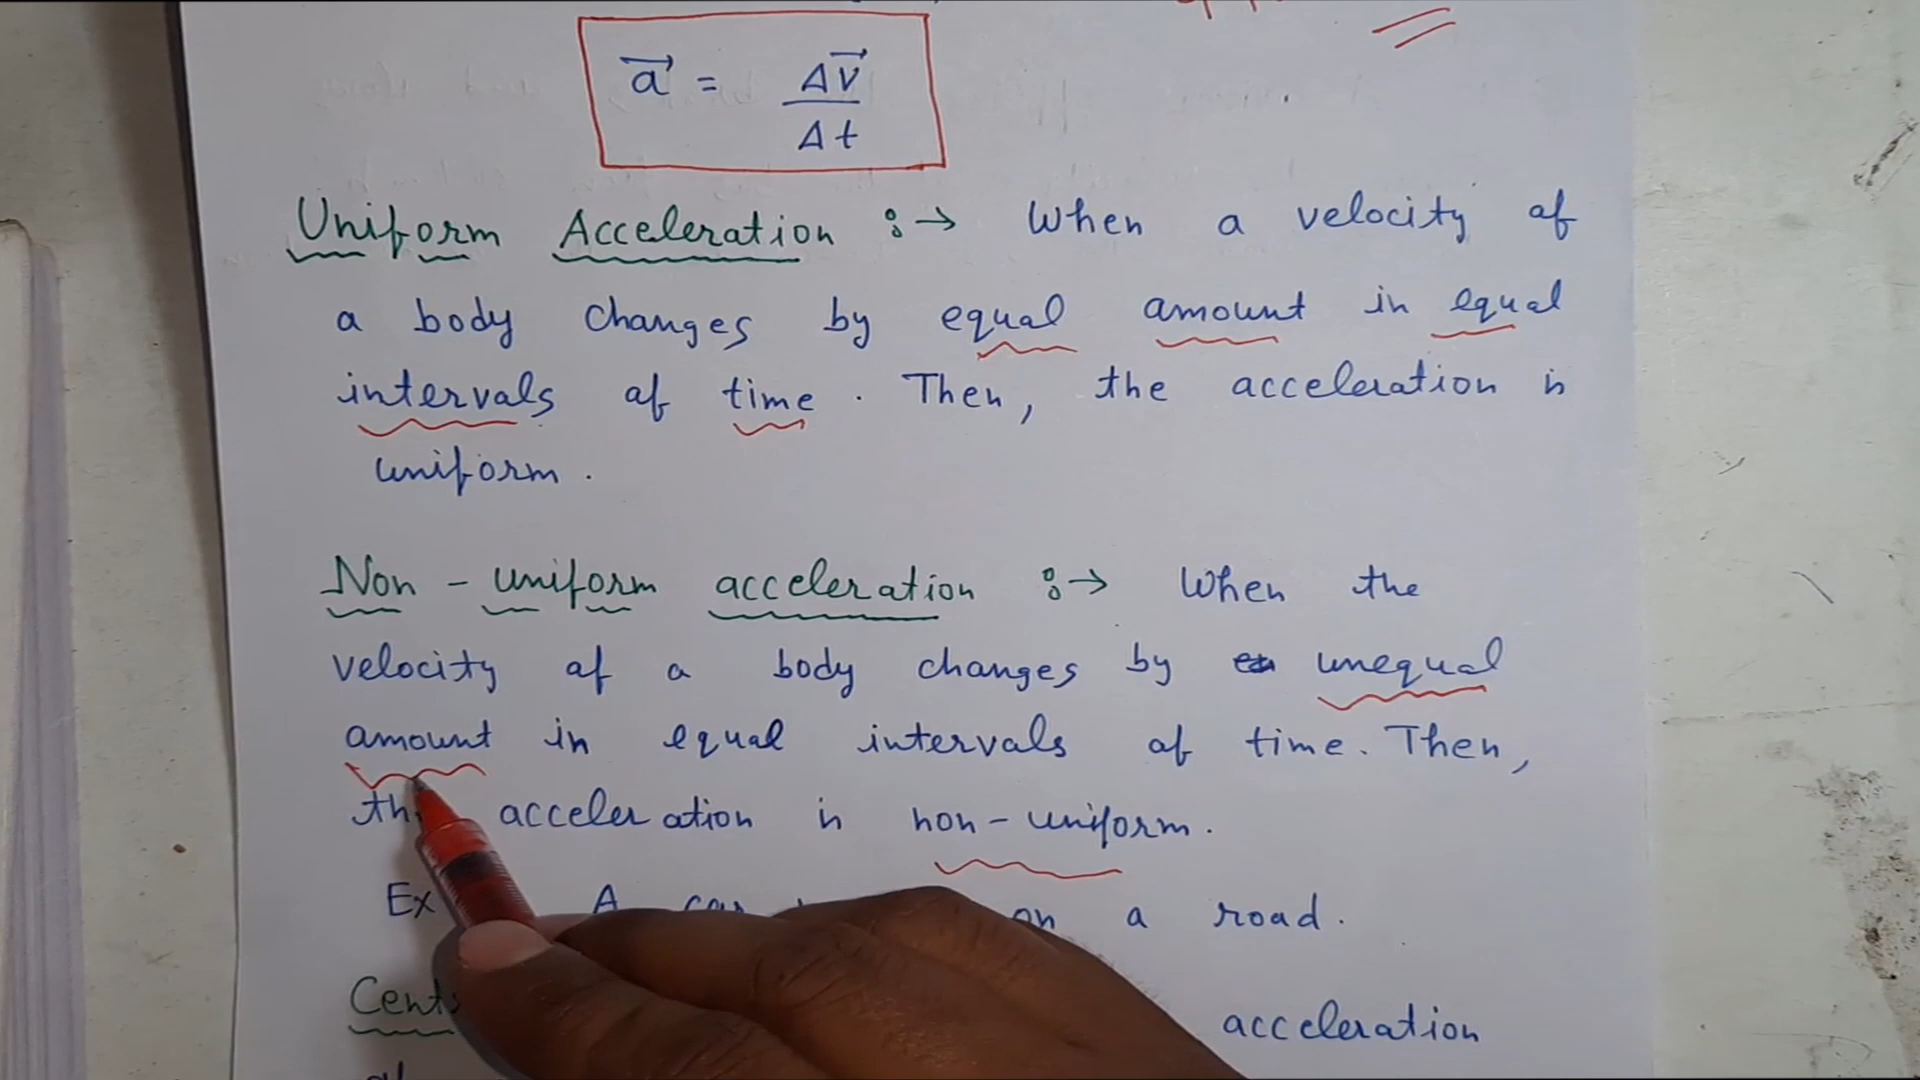 a⃗ = Δv⃗ / Δt
Uniform Acceleration :→ When a velocity of
a body changes by equal amount in equal
intervals of time. Then, the acceleration is
uniform.
Non-uniform acceleration :→ When the
velocity of a body changes by unequal
amount in equal intervals of time. Then,
acceleration is non-uniform.
Ex A car on a road.
acceleration